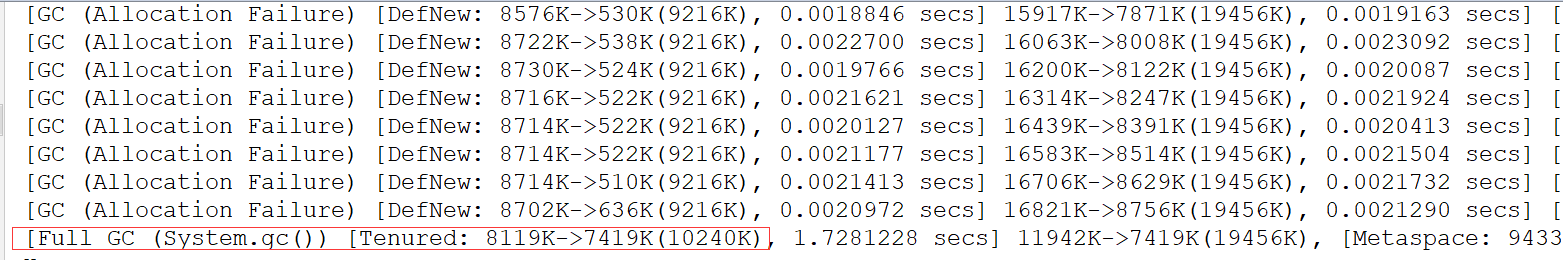 [GC (Allocation Failure) [DefNew: 8576K->530K(9216K), 0.0018846 secs] 15917K->7871K(19456K), 0.0019163 secs] [
[GC (Allocation Failure) [DefNew: 8722K->538K(9216K), 0.0022700 secs] 16063K->8008K(19456K), 0.0023092 secs] [
[GC (Allocation Failure) [DefNew: 8730K->524K(9216K), 0.0019766 secs] 16200K->8122K(19456K), 0.0020087 secs] [
[GC (Allocation Failure) [DefNew: 8716K->522K(9216K), 0.0021621 secs] 16314K->8247K(19456K), 0.0021924 secs] [
[GC (Allocation Failure) [DefNew: 8714K->522K(9216K), 0.0020127 secs] 16439K->8391K(19456K), 0.0020413 secs] [
[GC (Allocation Failure) [DefNew: 8714K->522K(9216K), 0.0021177 secs] 16583K->8514K(19456K), 0.0021504 secs] [
[GC (Allocation Failure) [DefNew: 8714K->510K(9216K), 0.0021413 secs] 16706K->8629K(19456K), 0.0021732 secs] [
[GC (Allocation Failure) [DefNew: 8702K->636K(9216K), 0.0020972 secs] 16821K->8756K(19456K), 0.0021290 secs] [
[Full GC (System.gc()) [Tenured: 8119K->7419K(10240K), 1.7281228 secs] 11942K->7419K(19456K), [Metaspace: 9433